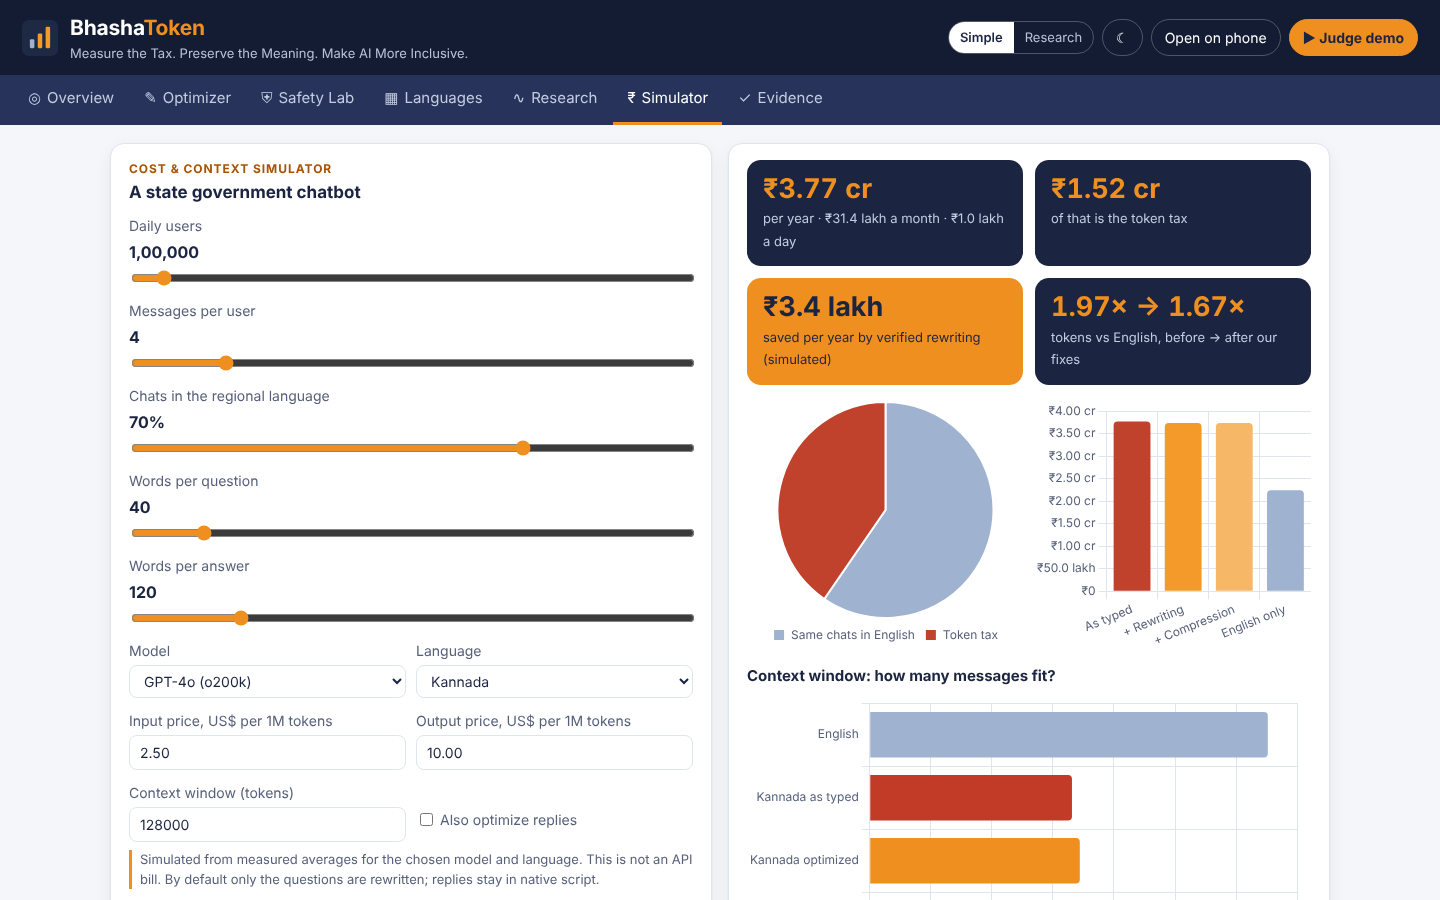 BhashaToken
Measure the Tax. Preserve the Meaning. Make AI More Inclusive.
Simple Research ☾ Open on phone ▶ Judge demo
◎ Overview ✎ Optimizer ⛨ Safety Lab ▦ Languages ∿ Research ₹ Simulator ✓ Evidence
COST & CONTEXT SIMULATOR
A state government chatbot
Daily users
1,00,000
Messages per user
4
Chats in the regional language
70%
Words per question
40
Words per answer
120
Model Language
GPT-4o (o200k) Kannada
Input price, US$ per 1M tokens Output price, US$ per 1M tokens
2.50 10.00
Context window (tokens)
128000 Also optimize replies
Simulated from measured averages for the chosen model and language. This is not an API
bill. By default only the questions are rewritten; replies stay in native script.
₹3.77 cr
per year · ₹31.4 lakh a month · ₹1.0 lakh
a day
₹1.52 cr
of that is the token tax
₹3.4 lakh
saved per year by verified rewriting
(simulated)
1.97× → 1.67×
tokens vs English, before → after our
fixes
Same chats in English Token tax
₹4.00 cr
₹3.50 cr
₹3.00 cr
₹2.50 cr
₹2.00 cr
₹1.50 cr
₹1.00 cr
₹50.0 lakh
₹0
As typed
+ Rewriting
+ Compression
English only
Context window: how many messages fit?
English
Kannada as typed
Kannada optimized